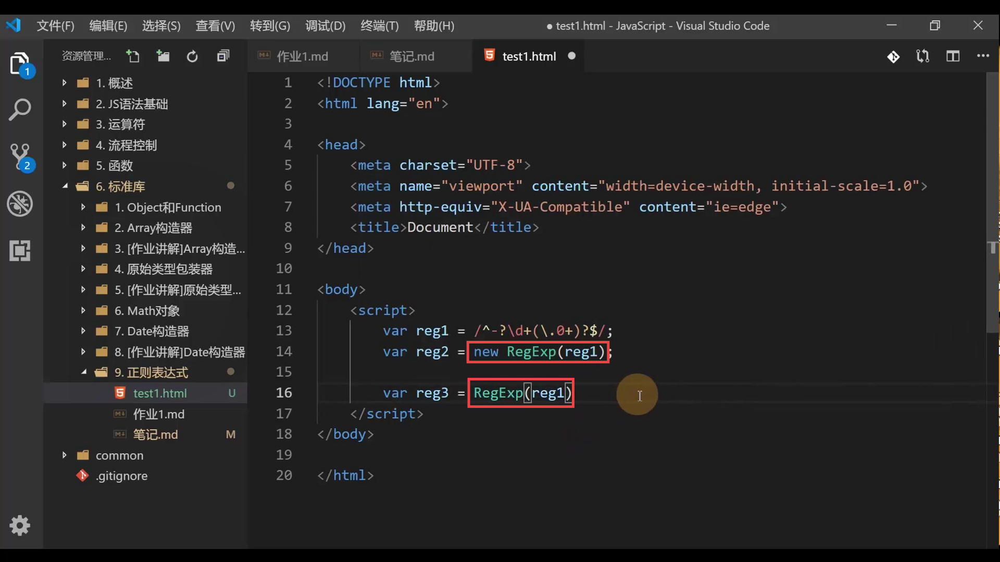 文件(F) 编辑(E) 选择(S) 查看(V) 转到(G) 调试(D) 终端(T) 帮助(H) ● test1.html - JavaScript - Visual Studio Code
资源管理...
作业1.md 笔记.md test1.html
1
2
1. 概述
2. JS语法基础
3. 运算符
4. 流程控制
5. 函数
6. 标准库
1. Object和Function
2. Array构造器
3. [作业讲解]Array构造...
4. 原始类型包装器
5. [作业讲解]原始类型...
6. Math对象
7. Date构造器
8. [作业讲解]Date构造器
9. 正则表达式
test1.html U
作业1.md
笔记.md M
common
.gitignore
1 <!DOCTYPE html>
2 <html lang="en">
3
4 <head>
5 <meta charset="UTF-8">
6 <meta name="viewport" content="width=device-width, initial-scale=1.0">
7 <meta http-equiv="X-UA-Compatible" content="ie=edge">
8 <title>Document</title>
9 </head>
10
11 <body>
12 <script>
13 var reg1 = /^-?\d+(\.0+)?$/;
14 var reg2 = new RegExp(reg1);
15
16 var reg3 = RegExp(reg1)
17 </script>
18 </body>
19
20 </html>